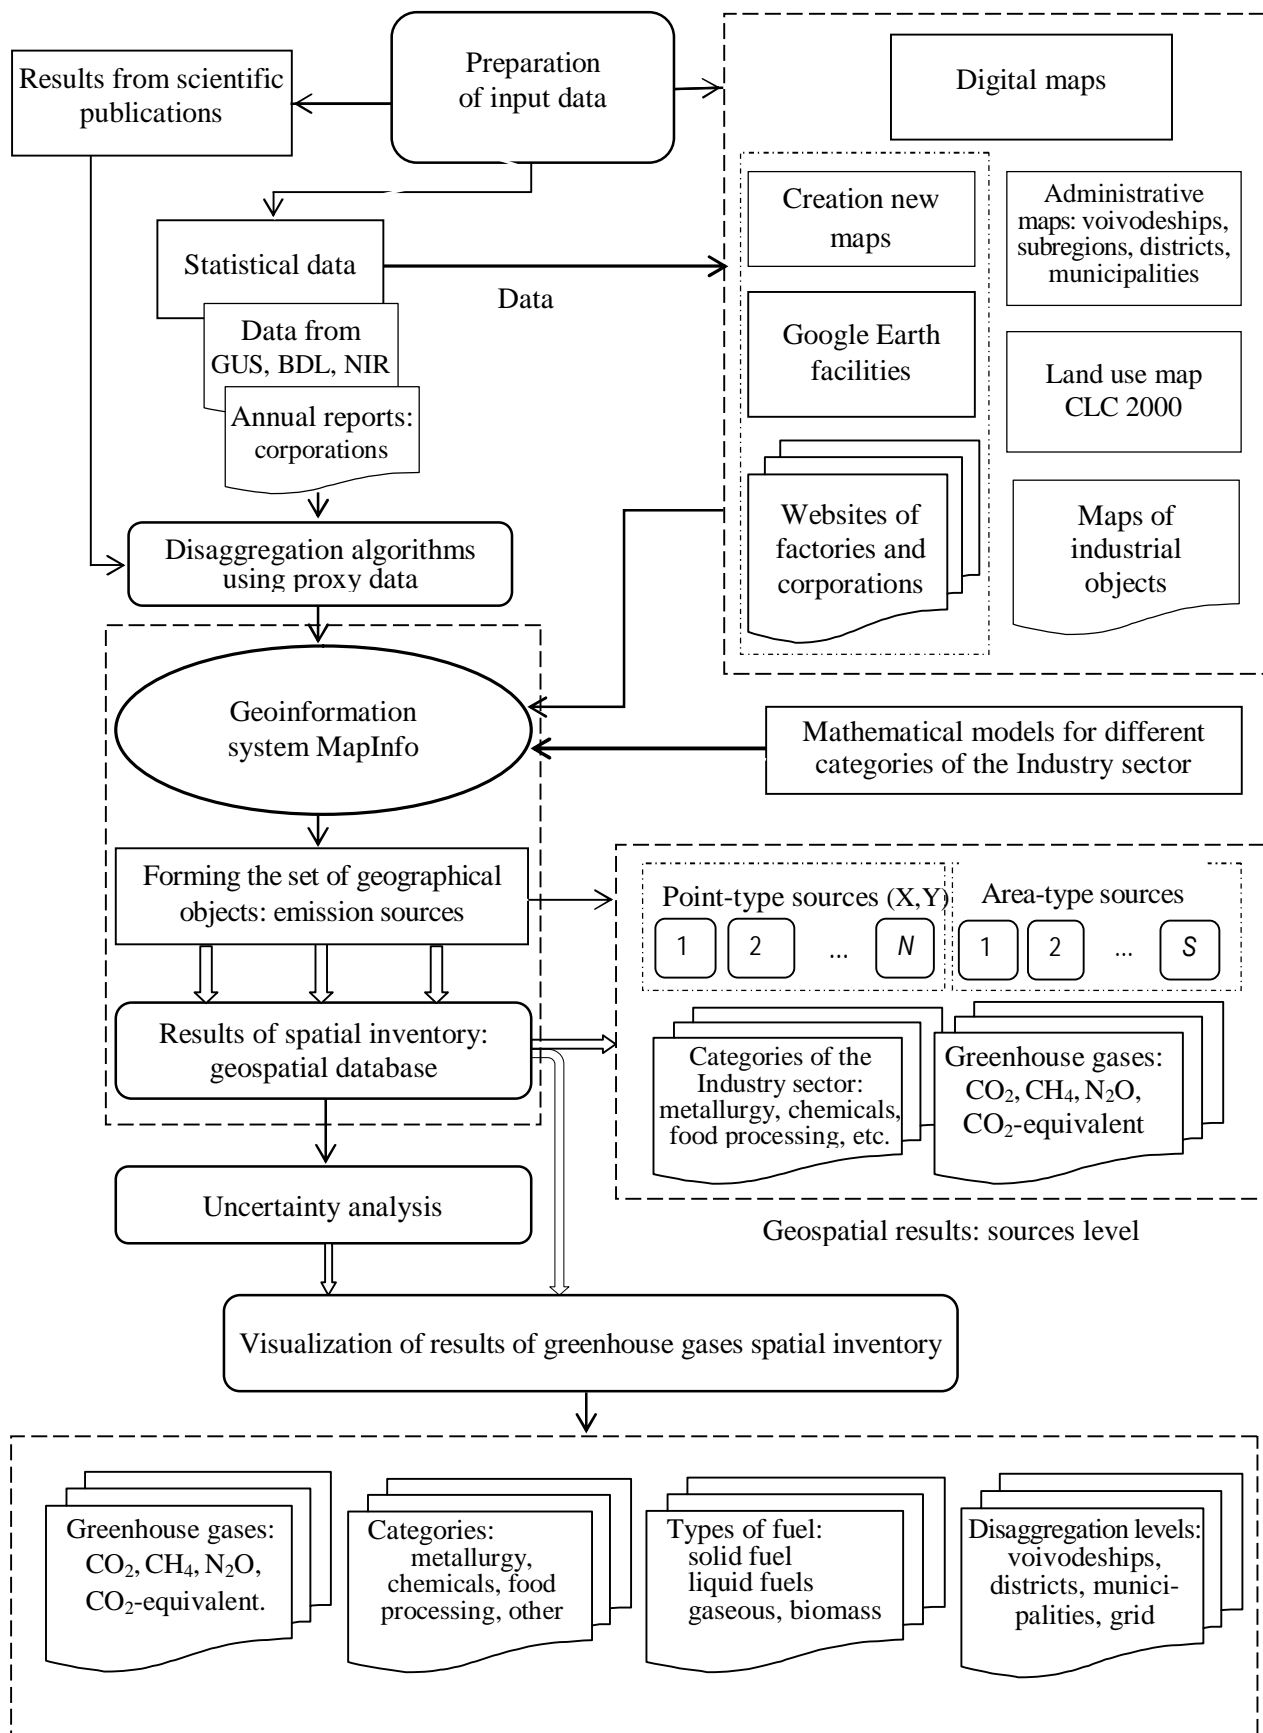 Preparation
of input data
Results from scientific
publications
Digital maps
Creation new
maps
Administrative
maps: voivodeships,
subregions, districts,
municipalities
Statistical data
Data
Data from
GUS, BDL, NIR
Annual reports:
corporations
Google Earth
facilities
Land use map
CLC 2000
Websites of
factories and
corporations
Maps of
industrial
objects
Disaggregation algorithms
using proxy data
Geoinformation
system MapInfo
Mathematical models for different
categories of the Industry sector
Forming the set of geographical
objects: emission sources
Point-type sources (X,Y)
1 2 ... N
Area-type sources
1 2 ... S
Results of spatial inventory:
geospatial database
Categories of the
Industry sector:
metallurgy, chemicals,
food processing, etc.
Greenhouse gases:
CO₂, CH₄, N₂O,
CO₂-equivalent
Uncertainty analysis
Geospatial results: sources level
Visualization of results of greenhouse gases spatial inventory
Greenhouse gases:
CO₂, CH₄, N₂O,
CO₂-equivalent.
Categories:
metallurgy,
chemicals, food
processing, other
Types of fuel:
solid fuel
liquid fuels
gaseous, biomass
Disaggregation levels:
voivodeships,
districts, munici-
palities, grid